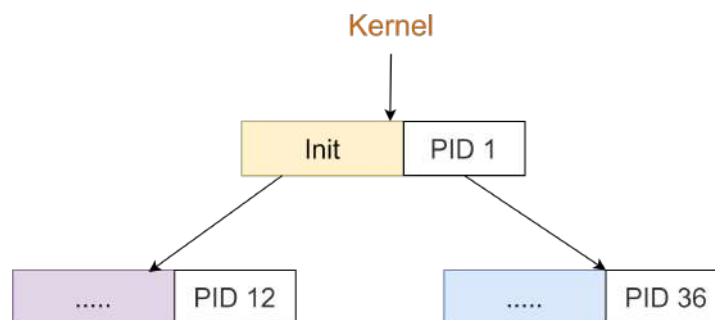 Kernel
Init PID 1
..... PID 12 ..... PID 36